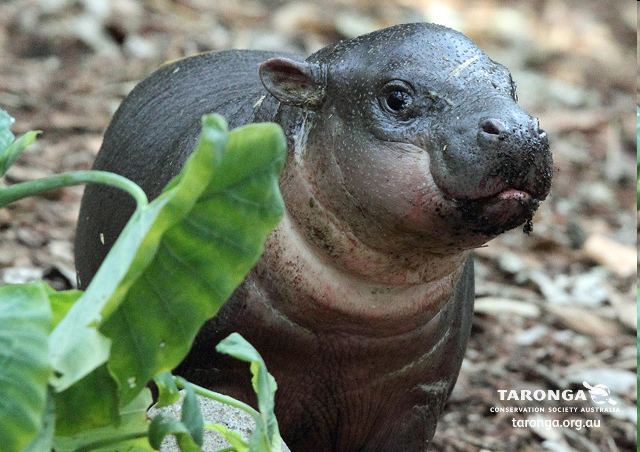 TARONGA
CONSERVATION SOCIETY AUSTRALIA
taronga.org.au